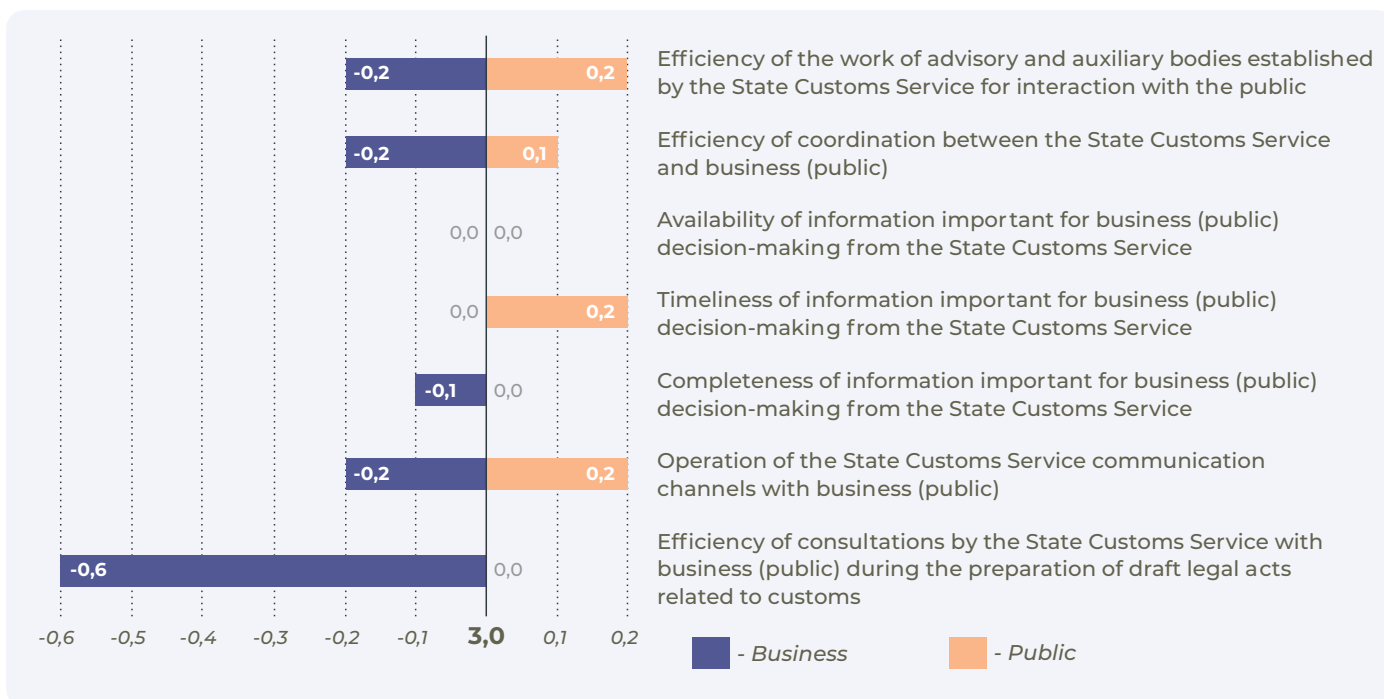 -0,2 0,2
Efficiency of the work of advisory and auxiliary bodies established
by the State Customs Service for interaction with the public
-0,2 0,1
Efficiency of coordination between the State Customs Service
and business (public)
0,0 0,0
Availability of information important for business (public)
decision-making from the State Customs Service
0,0 0,2
Timeliness of information important for business (public)
decision-making from the State Customs Service
-0,1 0,0
Completeness of information important for business (public)
decision-making from the State Customs Service
-0,2 0,2
Operation of the State Customs Service communication
channels with business (public)
-0,6 0,0
Efficiency of consultations by the State Customs Service with
business (public) during the preparation of draft legal acts
related to customs
-0,6 -0,5 -0,4 -0,3 -0,2 -0,1 3,0 0,1 0,2
- Business - Public